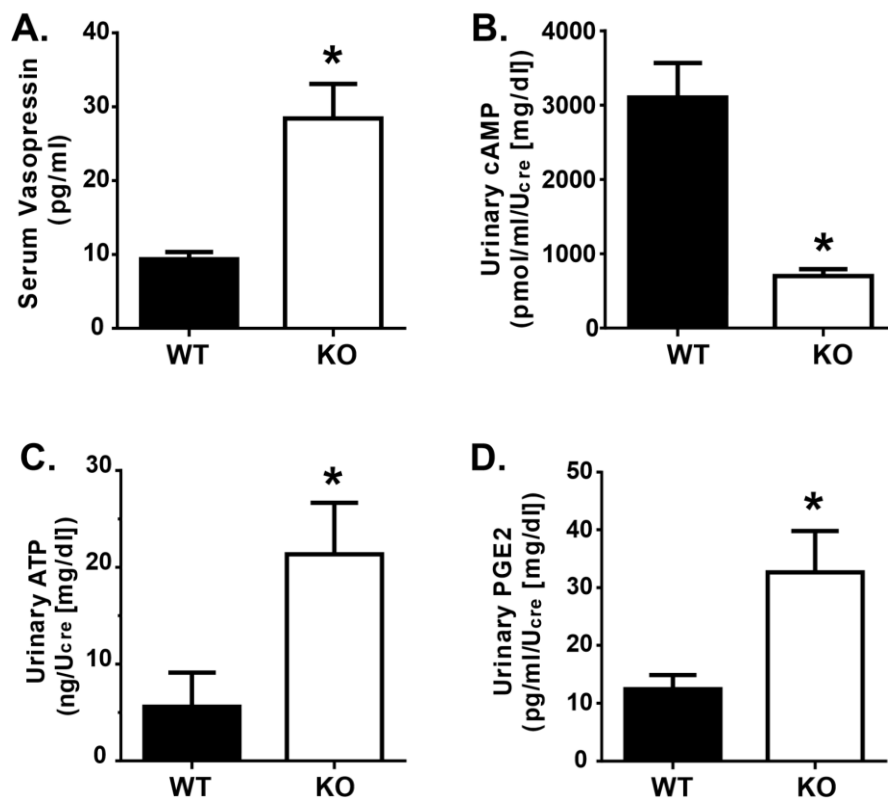 A.
Serum Vasopressin
(pg/ml)
40
30
20
10
0
*
WT
KO
B.
Urinary cAMP
(pmol/ml/Ucre [mg/dl])
4000
3000
2000
1000
0
*
WT
KO
C.
Urinary ATP
(ng/Ucre [mg/dl])
30
20
10
0
*
WT
KO
D.
Urinary PGE2
(pg/ml/Ucre [mg/dl])
50
40
30
20
10
0
*
WT
KO